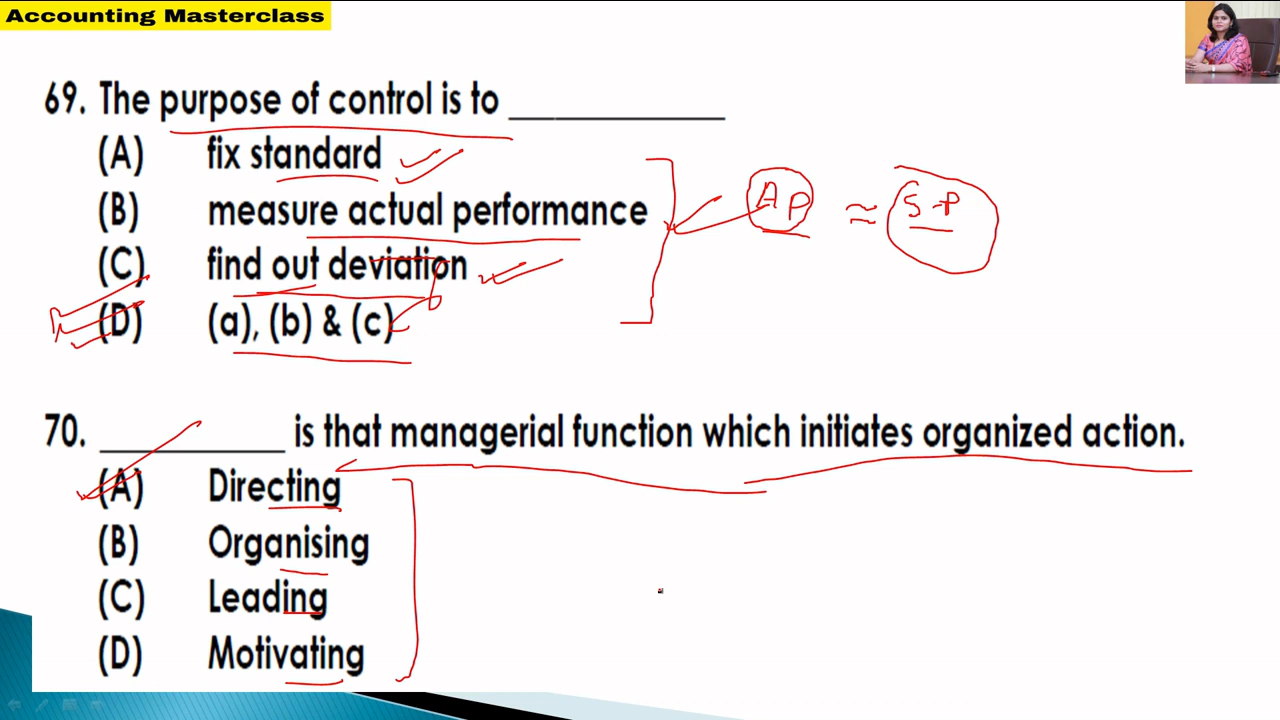 Accounting Masterclass
69. The purpose of control is to ____________
(A) fix standard
(B) measure actual performance
AP ≈ S-P
(C) find out deviation
(D) (a), (b) & (c)
70. ____________ is that managerial function which initiates organized action.
(A) Directing
(B) Organising
(C) Leading
(D) Motivating